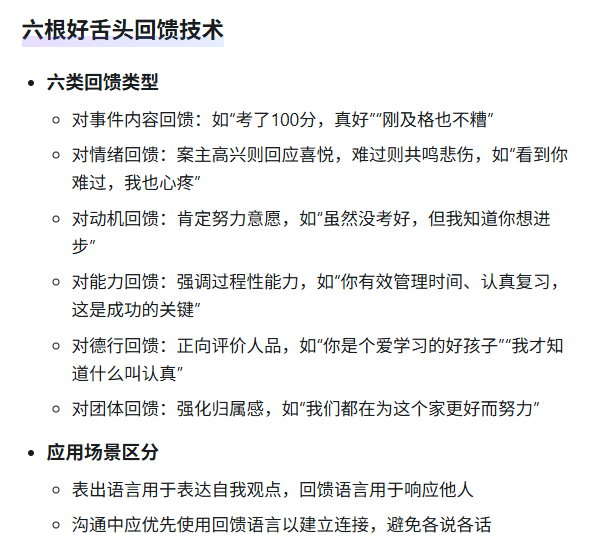 六根好舌头回馈技术
• 六类回馈类型
◦ 对事件内容回馈：如“考了100分，真好”“刚及格也不糟”
◦ 对情绪回馈：案主高兴则回应喜悦，难过则共鸣悲伤，如“看到你
难过，我也心疼”
◦ 对动机回馈：肯定努力意愿，如“虽然没考好，但我知道你想进
步”
◦ 对能力回馈：强调过程性能力，如“你有效管理时间、认真复习，
这是成功的关键”
◦ 对德行回馈：正向评价人品，如“你是个爱学习的好孩子”“我才知
道什么叫认真”
◦ 对团体回馈：强化归属感，如“我们都在为这个家更好而努力”
• 应用场景区分
◦ 表出语言用于表达自我观点，回馈语言用于响应他人
◦ 沟通中应优先使用回馈语言以建立连接，避免各说各话